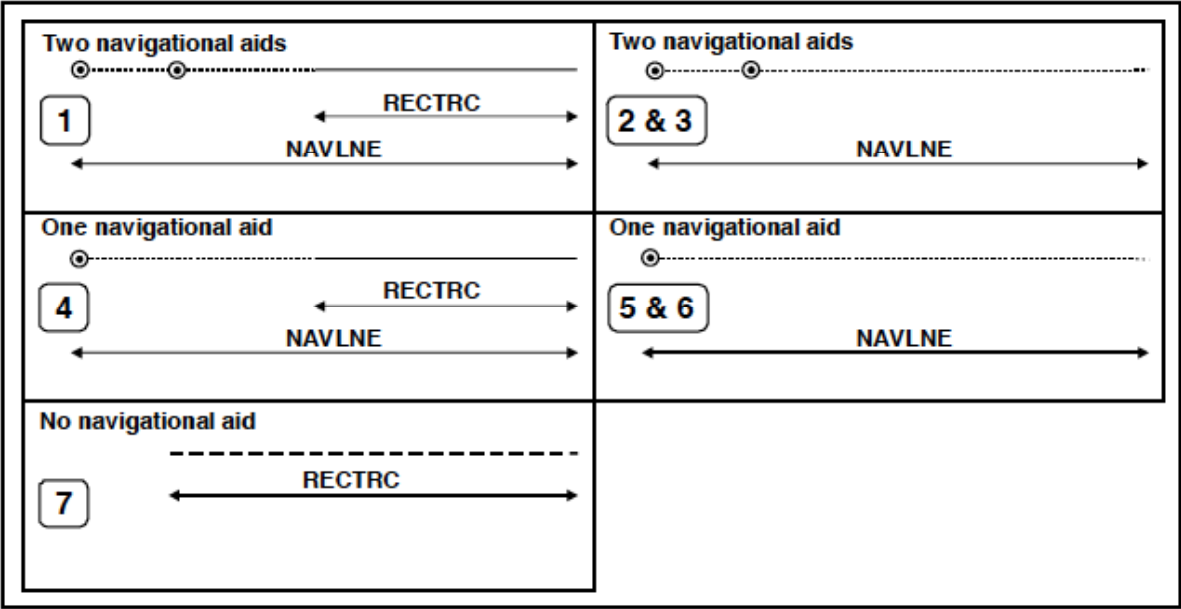 Two navigational aids
RECTRC
1
NAVLNE
Two navigational aids
2 & 3
NAVLNE
One navigational aid
RECTRC
4
NAVLNE
One navigational aid
5 & 6
NAVLNE
No navigational aid
RECTRC
7